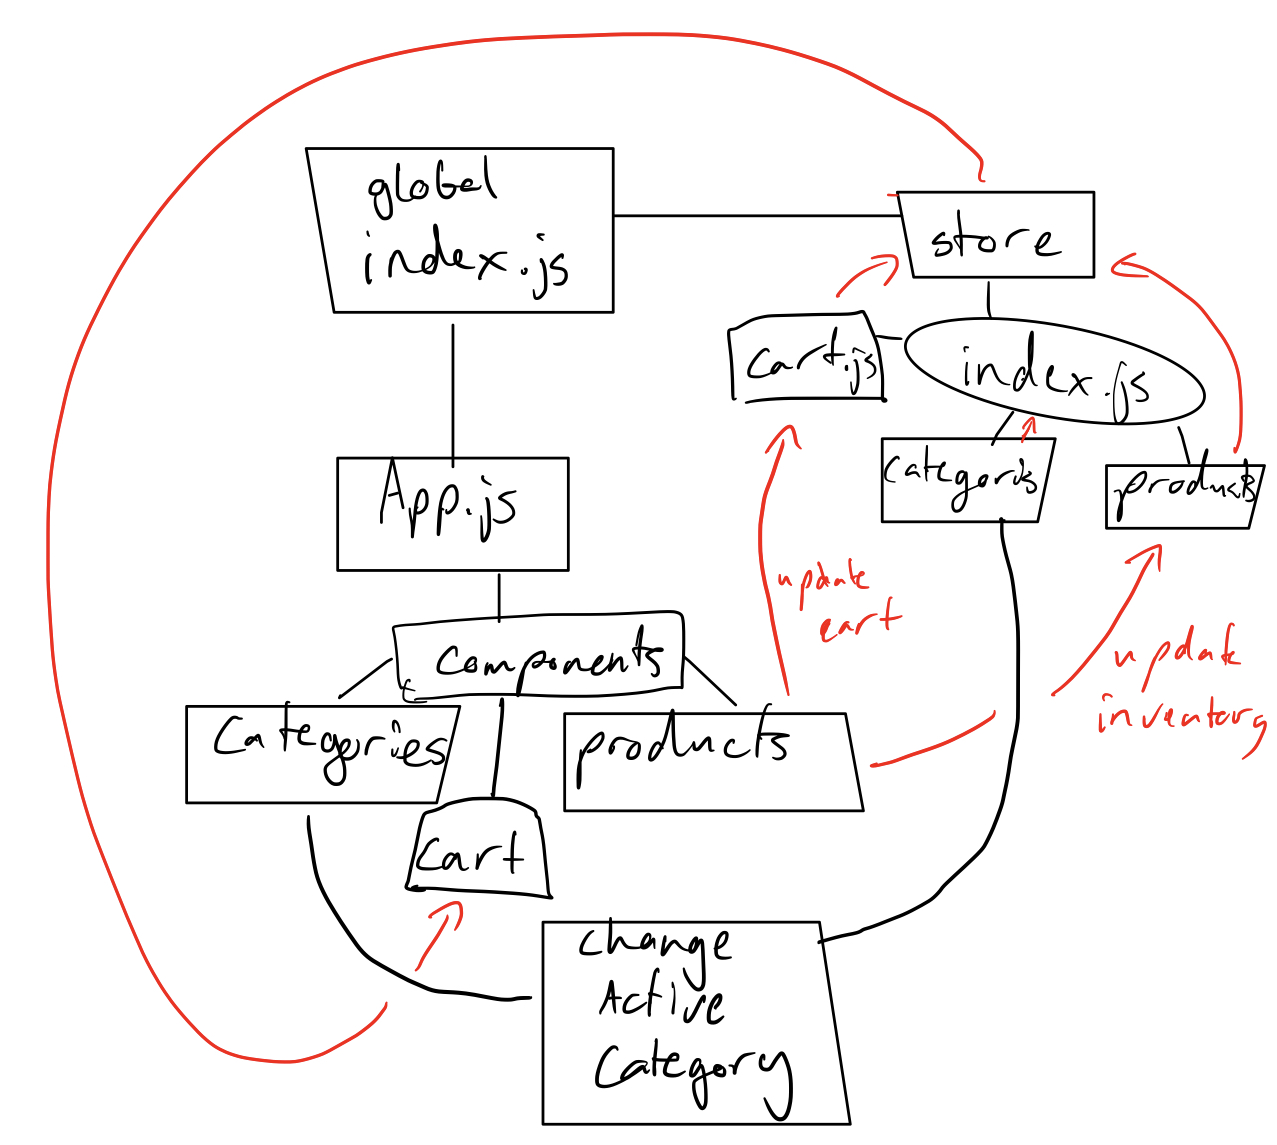 global
index.js
store
cart.js
index.js
categoris
products
App.js
update
cart
components
update
inventory
Categories
products
Cart
change
Active
Category